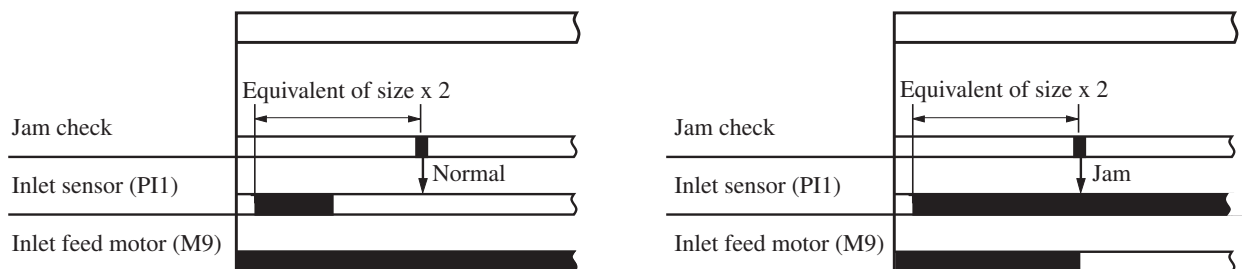 Equivalent of size x 2
Jam check
Normal
Inlet sensor (PI1)
Inlet feed motor (M9)
Equivalent of size x 2
Jam check
Jam
Inlet sensor (PI1)
Inlet feed motor (M9)